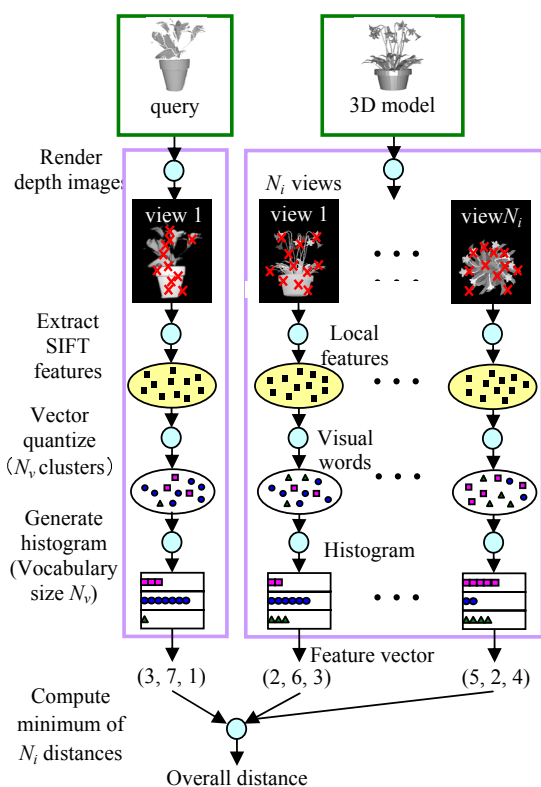 query
3D model
Render
depth images
N_i views
view 1
view 1
viewN_i
Extract
SIFT
features
Local
features
Vector
quantize
(N_v clusters)
Visual
words
Generate
histogram
(Vocabulary
size N_v)
Histogram
Feature vector
(3, 7, 1)
(2, 6, 3)
(5, 2, 4)
Compute
minimum of
N_i distances
Overall distance